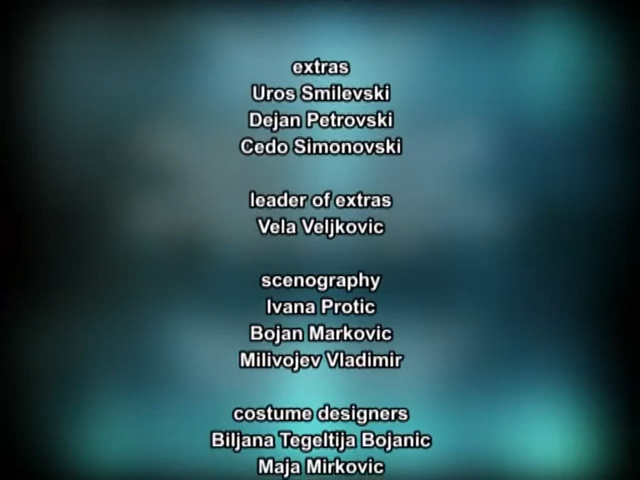 extras
Uros Smilevski
Dejan Petrovski
Cedo Simonovski
leader of extras
Vela Veljkovic
scenography
Ivana Protic
Bojan Markovic
Milivojev Vladimir
costume designers
Biljana Tegeltija Bojanic
Maja Mirkovic